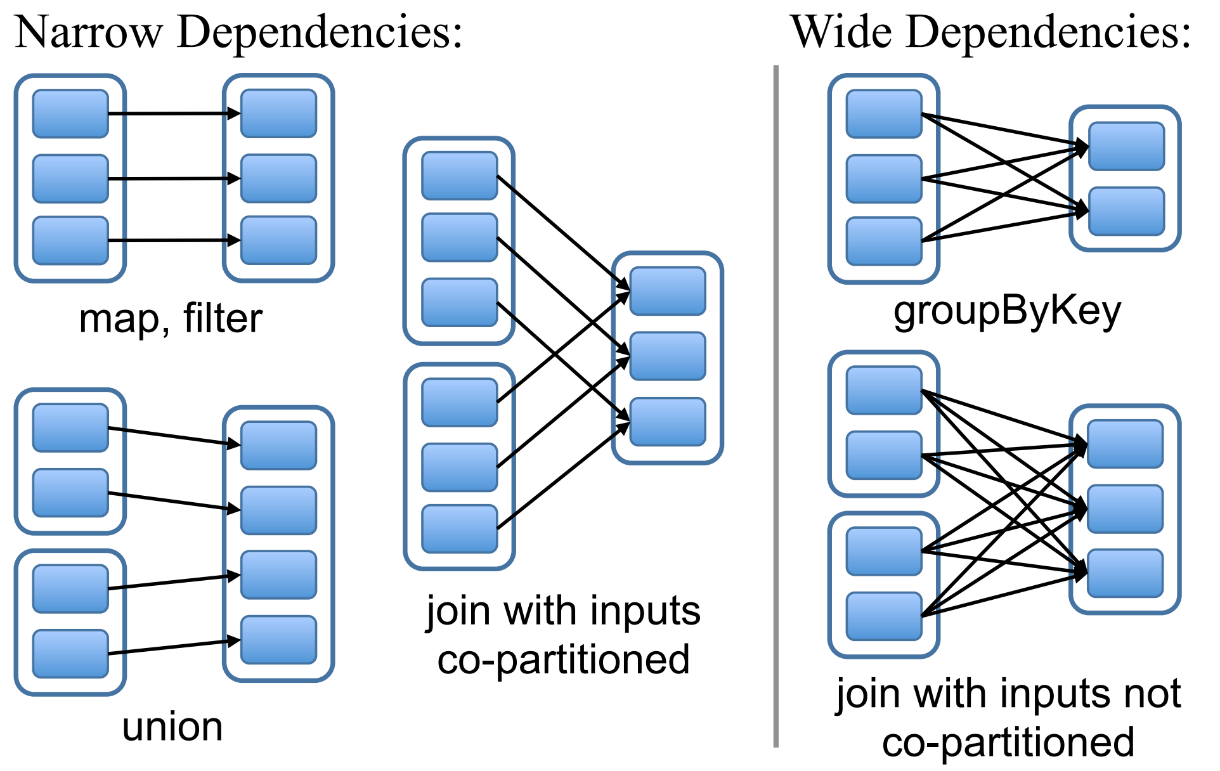 Narrow Dependencies:
Wide Dependencies:
map, filter
union
join with inputs
co-partitioned
groupByKey
join with inputs not
co-partitioned